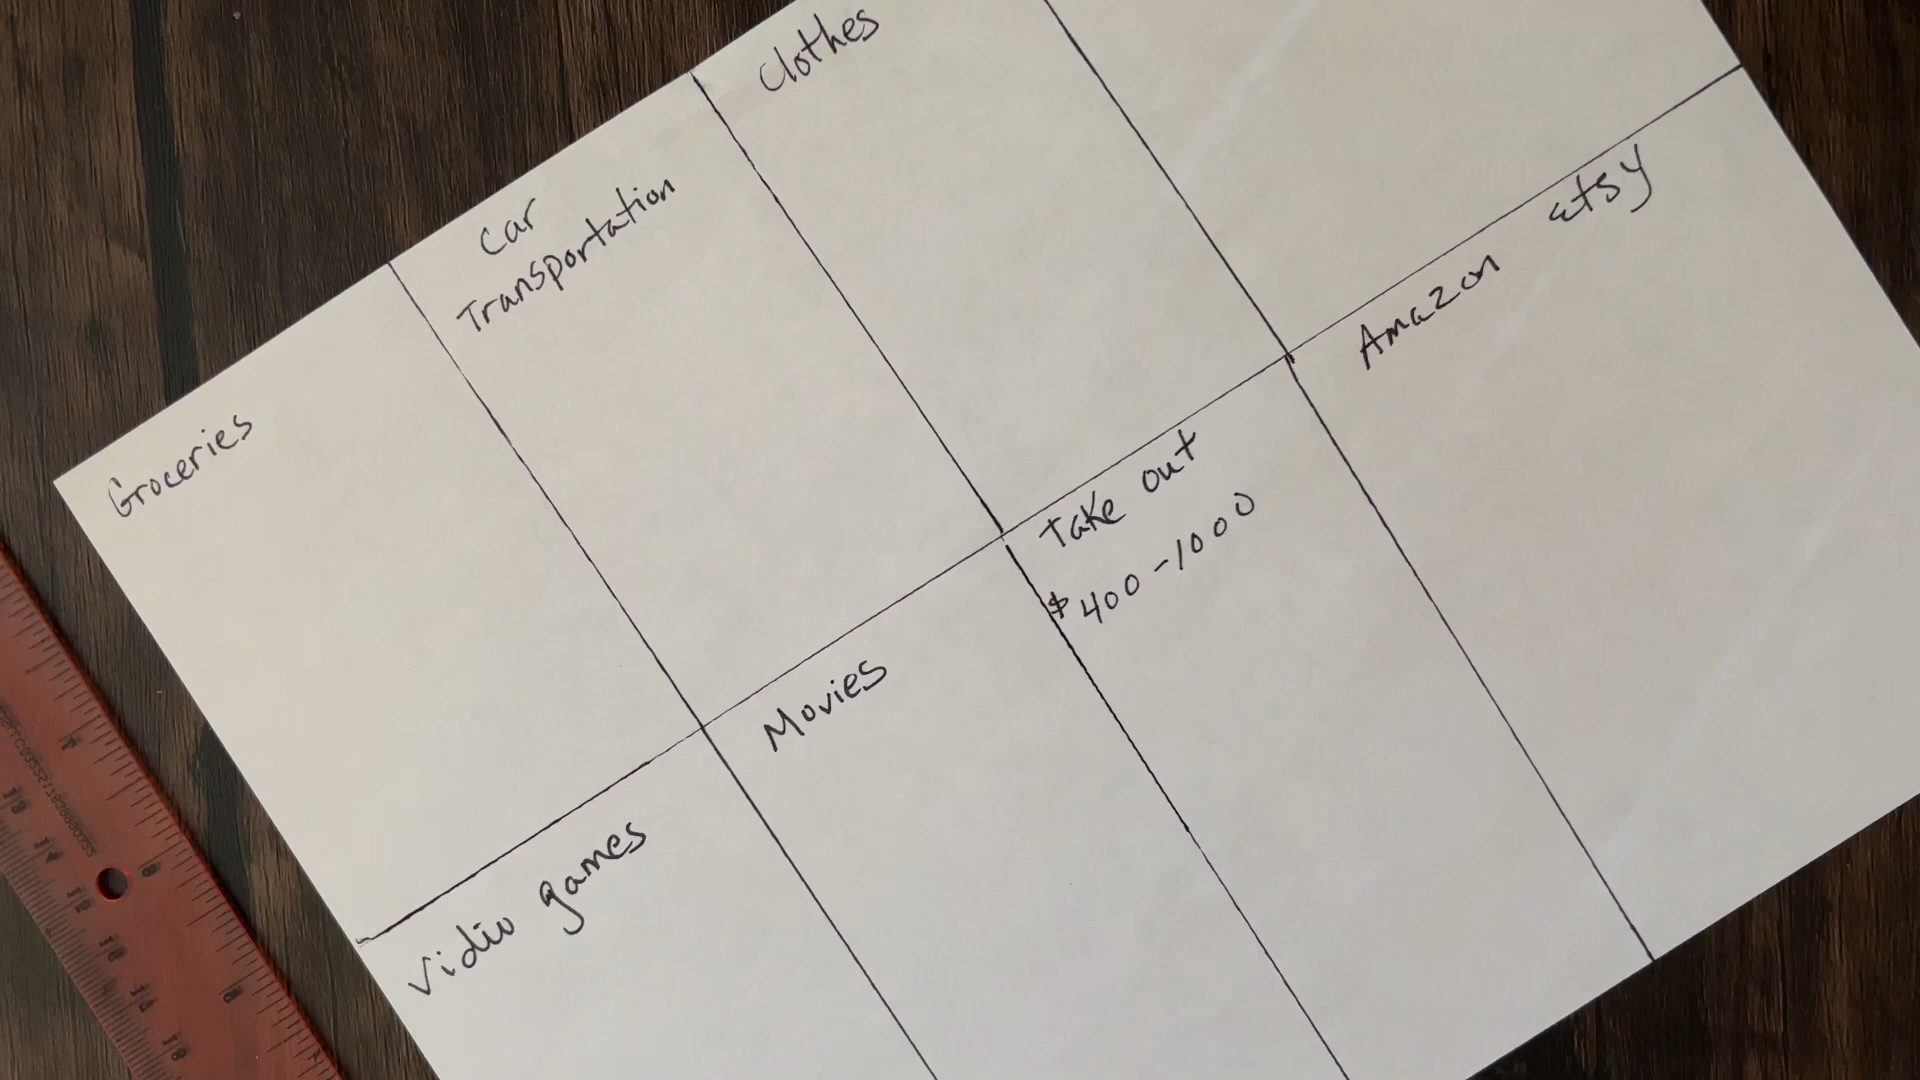 Groceries
Car
Transportation
Clothes
Vidio games
Movies
Take out
$400-1000
Amazon etsy